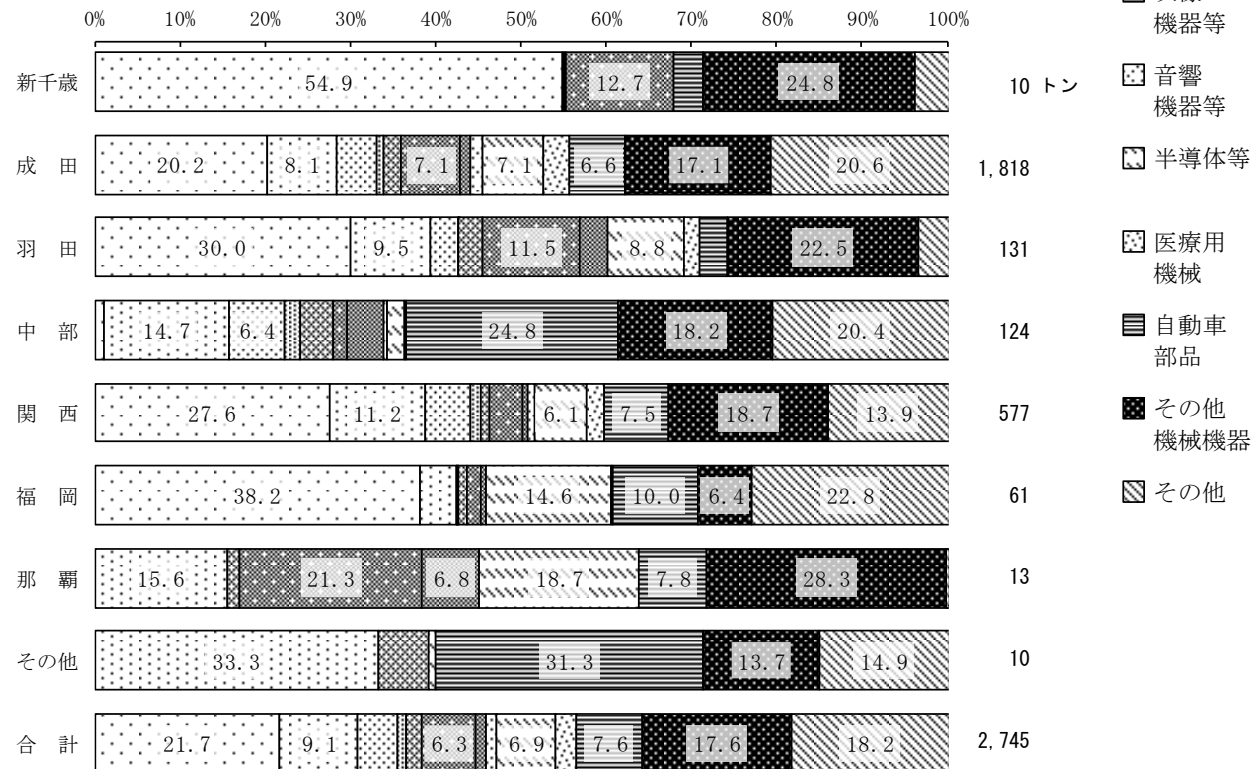 0% 10% 20% 30% 40% 50% 60% 70% 80% 90% 100%
機器等
新千歳 54.9 12.7 24.8 10 トン
音響
機器等
成 田 20.2 8.1 7.1 7.1 6.6 17.1 20.6 1,818
半導体等
羽 田 30.0 9.5 11.5 8.8 22.5 131
医療用
機械
中 部 14.7 6.4 24.8 18.2 20.4 124
自動車
部品
関 西 27.6 11.2 6.1 7.5 18.7 13.9 577
その他
機械機器
福 岡 38.2 14.6 10.0 6.4 22.8 61
その他
那 覇 15.6 21.3 6.8 18.7 7.8 28.3 13
その他 33.3 31.3 13.7 14.9 10
合 計 21.7 9.1 6.3 6.9 7.6 17.6 18.2 2,745